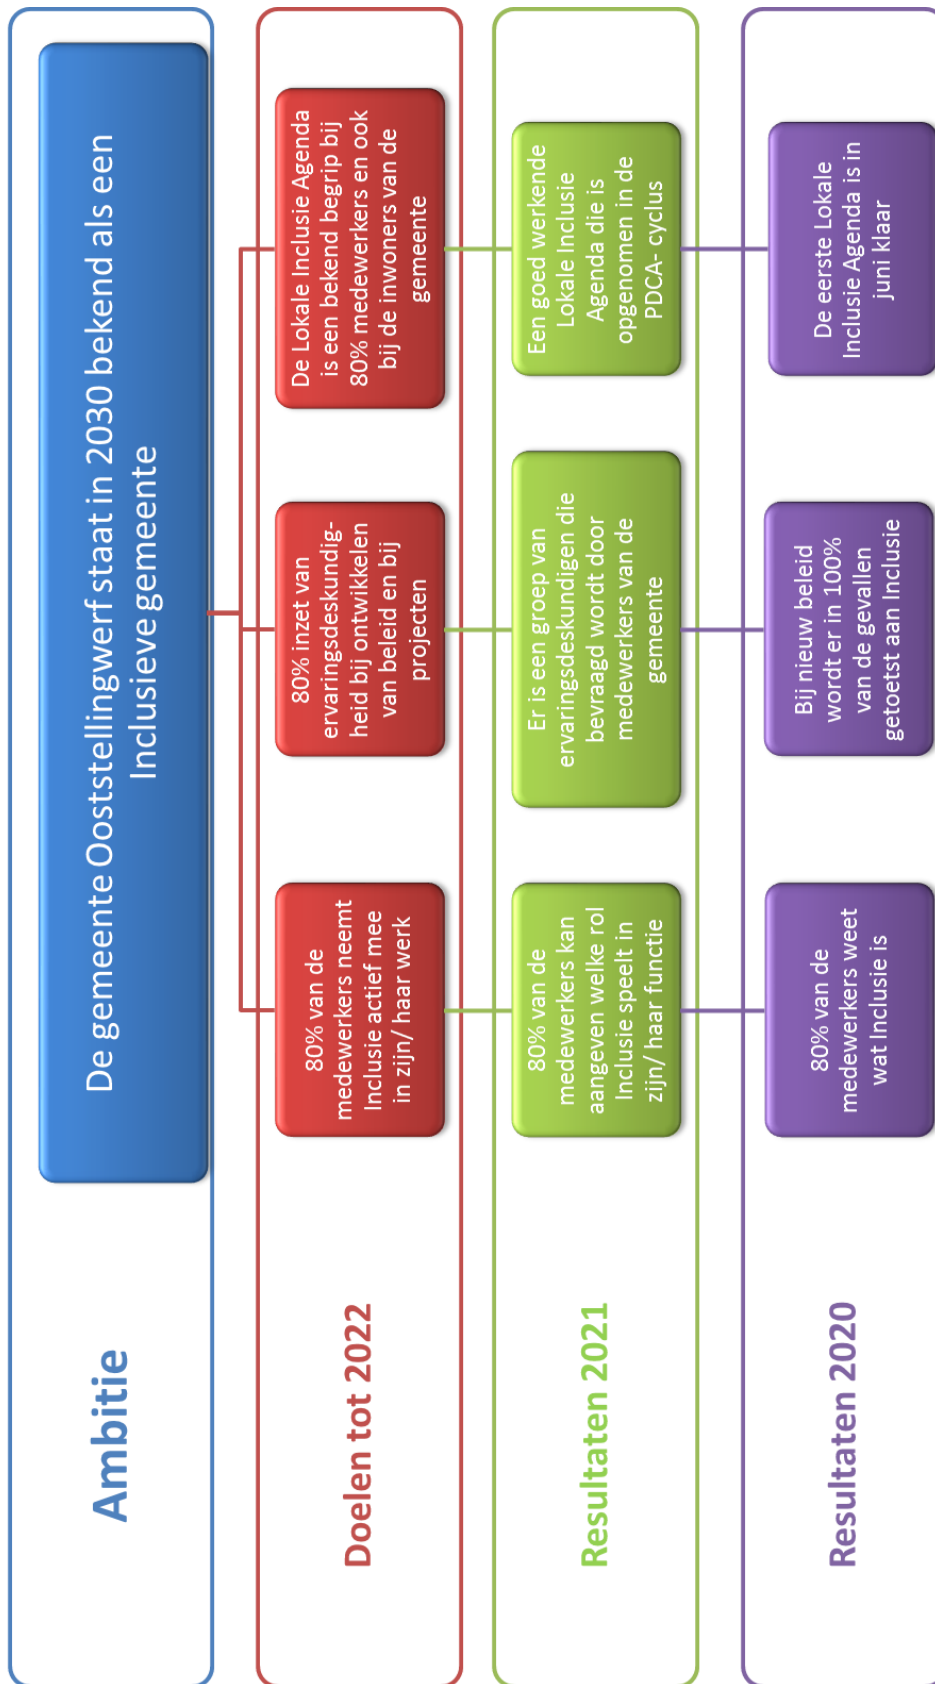 Ambitie
De gemeente Ooststellingwerf staat in 2030 bekend als een
Inclusieve gemeente
Doelen tot 2022
80% van de
medewerkers neemt
Inclusie actief mee
in zijn/ haar werk
80% inzet van
ervaringsdeskundig-
heid bij ontwikkelen
van beleid en bij
projecten
De Lokale Inclusie Agenda
is een bekend begrip bij
80% medewerkers en ook
bij de inwoners van de
gemeente
Resultaten 2021
80% van de
medewerkers kan
aangeven welke rol
Inclusie speelt in
zijn/ haar functie
Er is een groep van
ervaringsdeskundigen die
bevraagd wordt door
medewerkers van de
gemeente
Een goed werkende
Lokale Inclusie
Agenda die is
opgenomen in de
PDCA- cyclus
Resultaten 2020
80% van de
medewerkers weet
wat Inclusie is
Bij nieuw beleid
wordt er in 100%
van de gevallen
getoetst aan Inclusie
De eerste Lokale
Inclusie Agenda is in
juni klaar